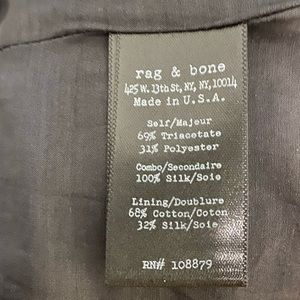 rag & bone
425 W. 13th St, NY, NY, 10014
Made in U.S.A.
Self/Majeur
69% Triacetate
31% Polyester
Combo/Secondaire
100% Silk/Soie
Lining/Doublure
68% Cotton/Coton
32% Silk/Soie
RN# 108879